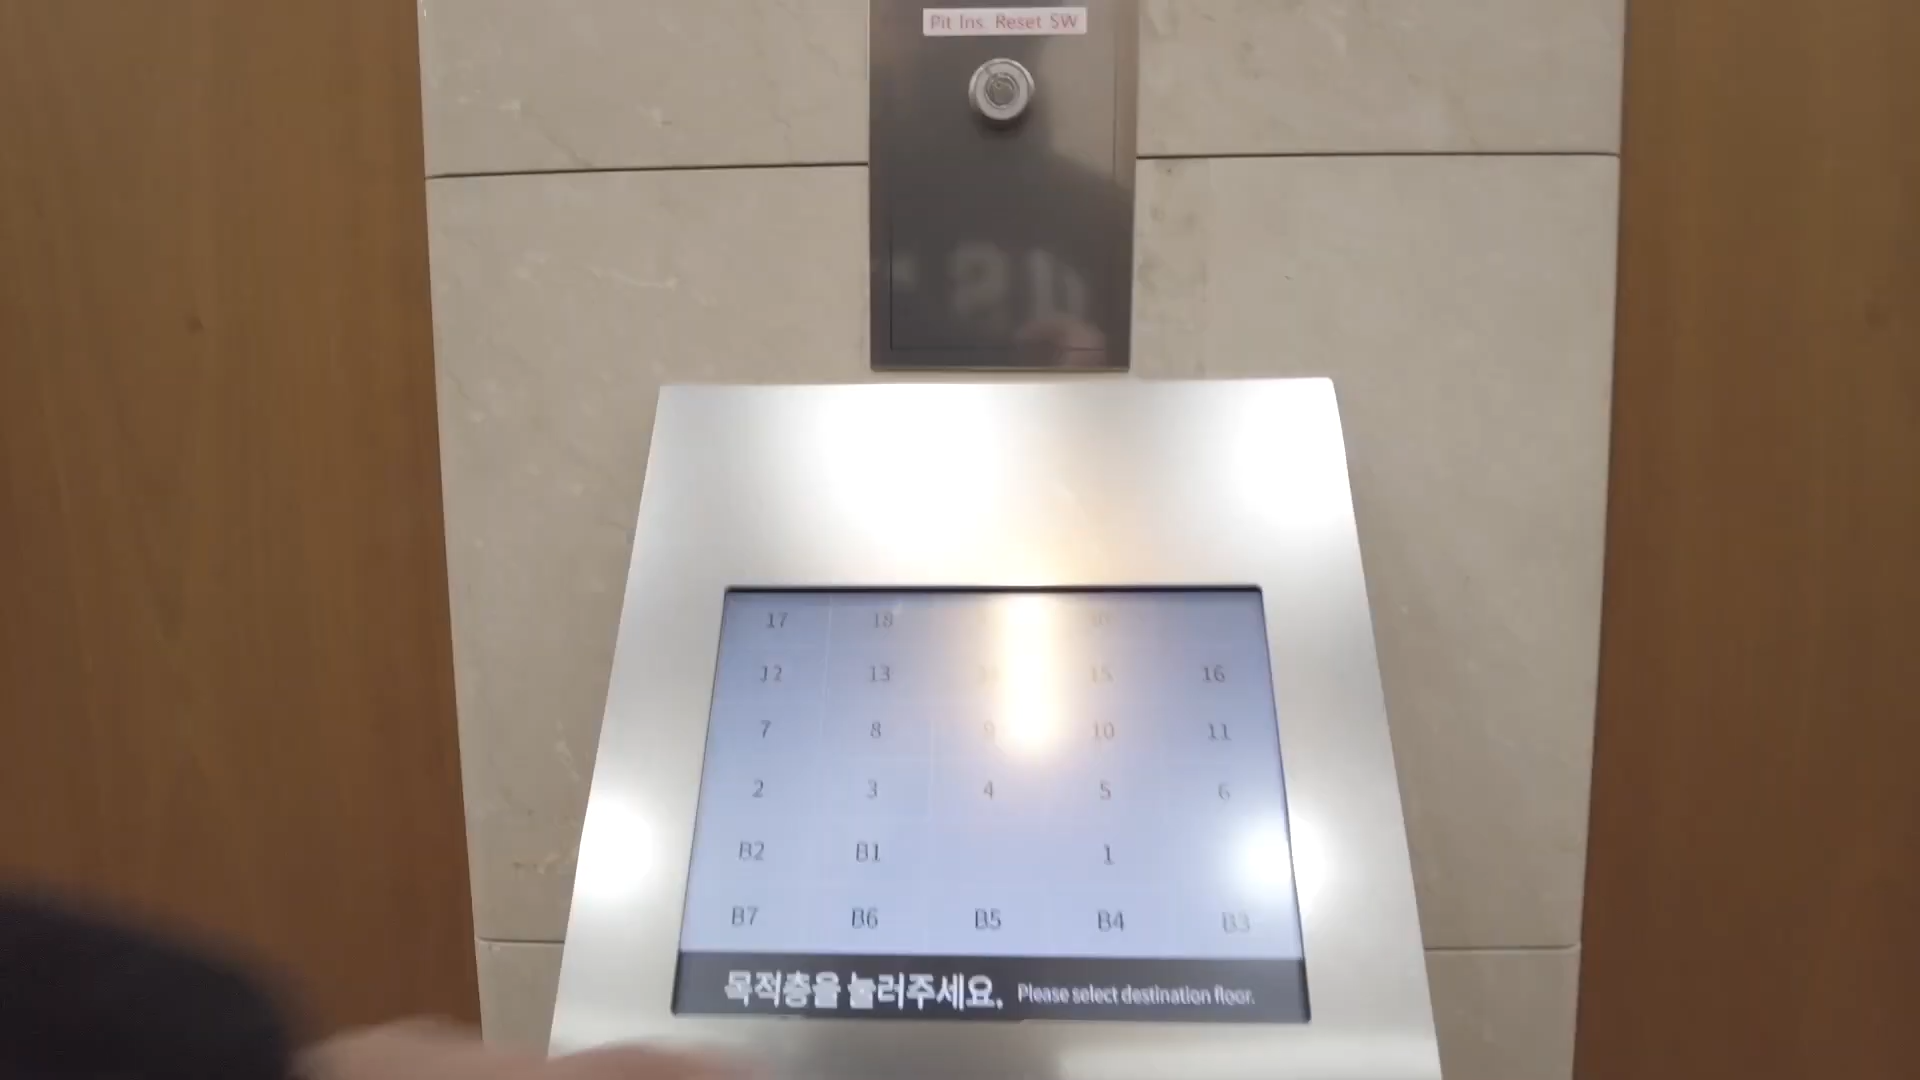 Pit Ins. Reset SW
17 18
12 13 15 16
7 8 9 10 11
2 3 4 5 6
B2 B1 1
B7 B6 B5 B4 B3
목적층을 눌러주세요. Please select destination floor.